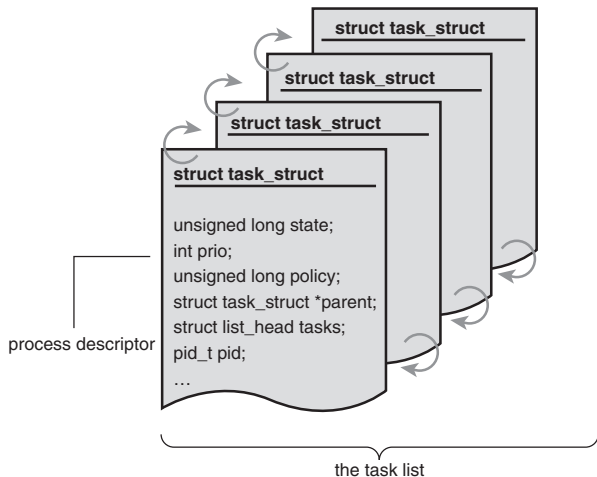 struct task_struct
struct task_struct
struct task_struct
struct task_struct
unsigned long state;
int prio;
unsigned long policy;
struct task_struct *parent;
struct list_head tasks;
pid_t pid;
…
process descriptor
the task list